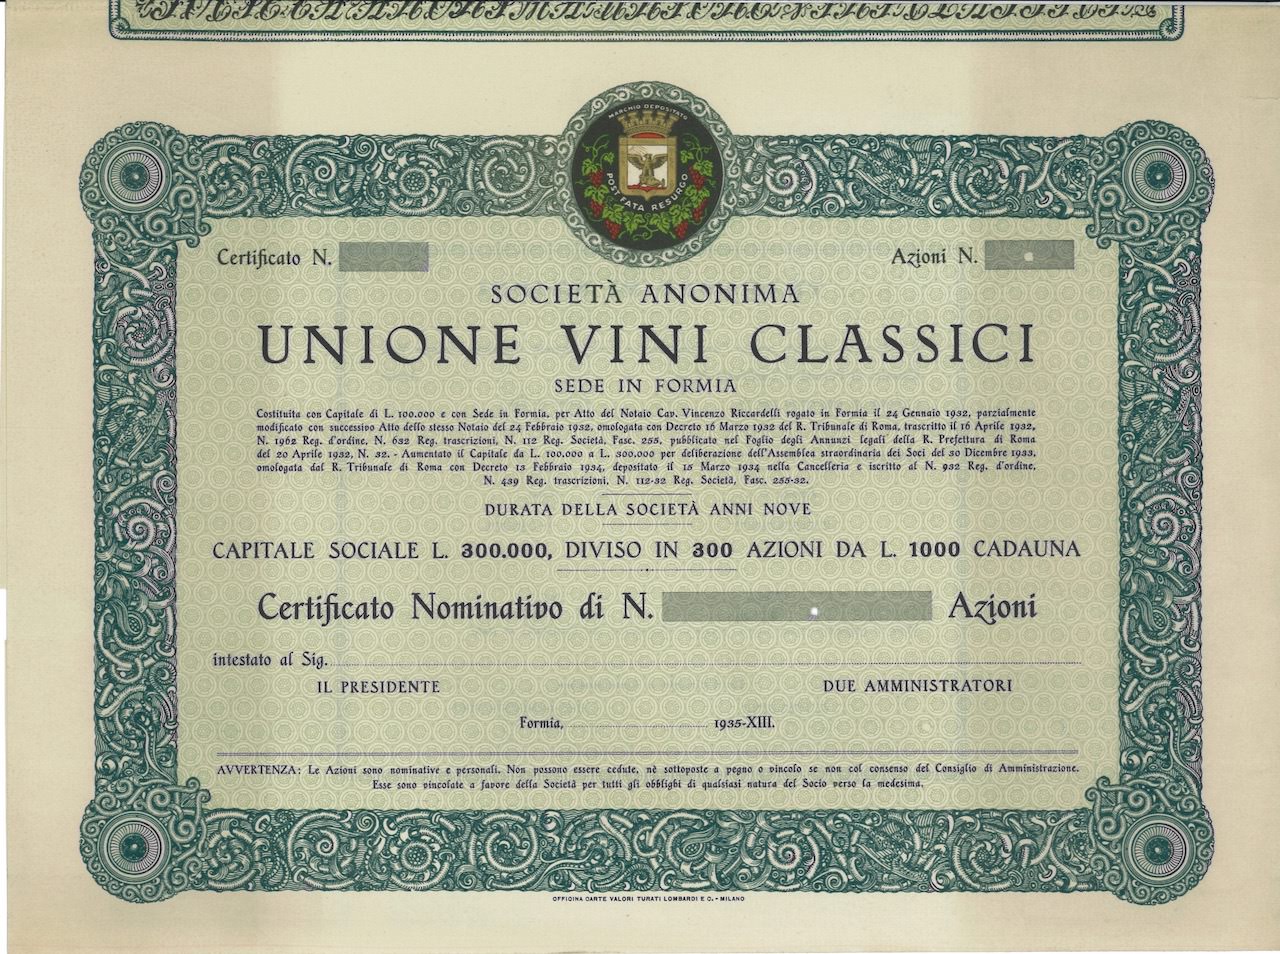 MARCHIO DEPOSITATO
POST FATA RESURGO
Certificato N.
Azioni N.
SOCIETÀ ANONIMA
UNIONE VINI CLASSICI
SEDE IN FORMIA
Costituita con Capitale di L. 100.000 e con Sede in Formia, per Atto del Notaio Cap. Vincenzo Riccardelli rogato in Formia il 24 Gennaio 1932, parzialmente
modificato con successivo Atto dello stesso Notaio del 24 Febbraio 1932, omologata con Decreto 16 Marzo 1932 del R. Tribunale di Roma, trascritto il 16 Aprile 1932,
N. 1962 Reg. d'ordine, N. 632 Reg. trascrizioni, N. 112 Reg. Società, Fasc. 255, pubblicato nel Foglio degli Annunzi legali della R. Prefettura di Roma
del 20 Aprile 1932, N. 32. - Aumentato il Capitale da L. 100.000 a L. 300.000 per deliberazione dell'Assemblea straordinaria dei Soci del 30 Dicembre 1933,
omologata dal R. Tribunale di Roma con Decreto 13 Febbraio 1934, depositato il 15 Marzo 1934 nella Cancelleria e iscritto al N. 932 Reg. d'ordine,
N. 439 Reg. trascrizioni, N. 112-32 Reg. Società, Fasc. 255-32.
DURATA DELLA SOCIETÀ ANNI NOVE
CAPITALE SOCIALE L. 300.000, DIVISO IN 300 AZIONI DA L. 1000 CADAUNA
Certificato Nominativo di N. Azioni
intestato al Sig.
IL PRESIDENTE
DUE AMMINISTRATORI
Formia, 1935-XIII.
AVVERTENZA: Le Azioni sono nominative e personali. Non possono essere cedute, nè sottoposte a pegno o vincolo se non col consenso del Consiglio di Amministrazione.
Esse sono vincolate a favore della Società per tutti gli obblighi di qualsiasi natura del Socio verso la medesima.
OFFICINA CARTE VALORI TURATI LOMBARDI E C. - MILANO